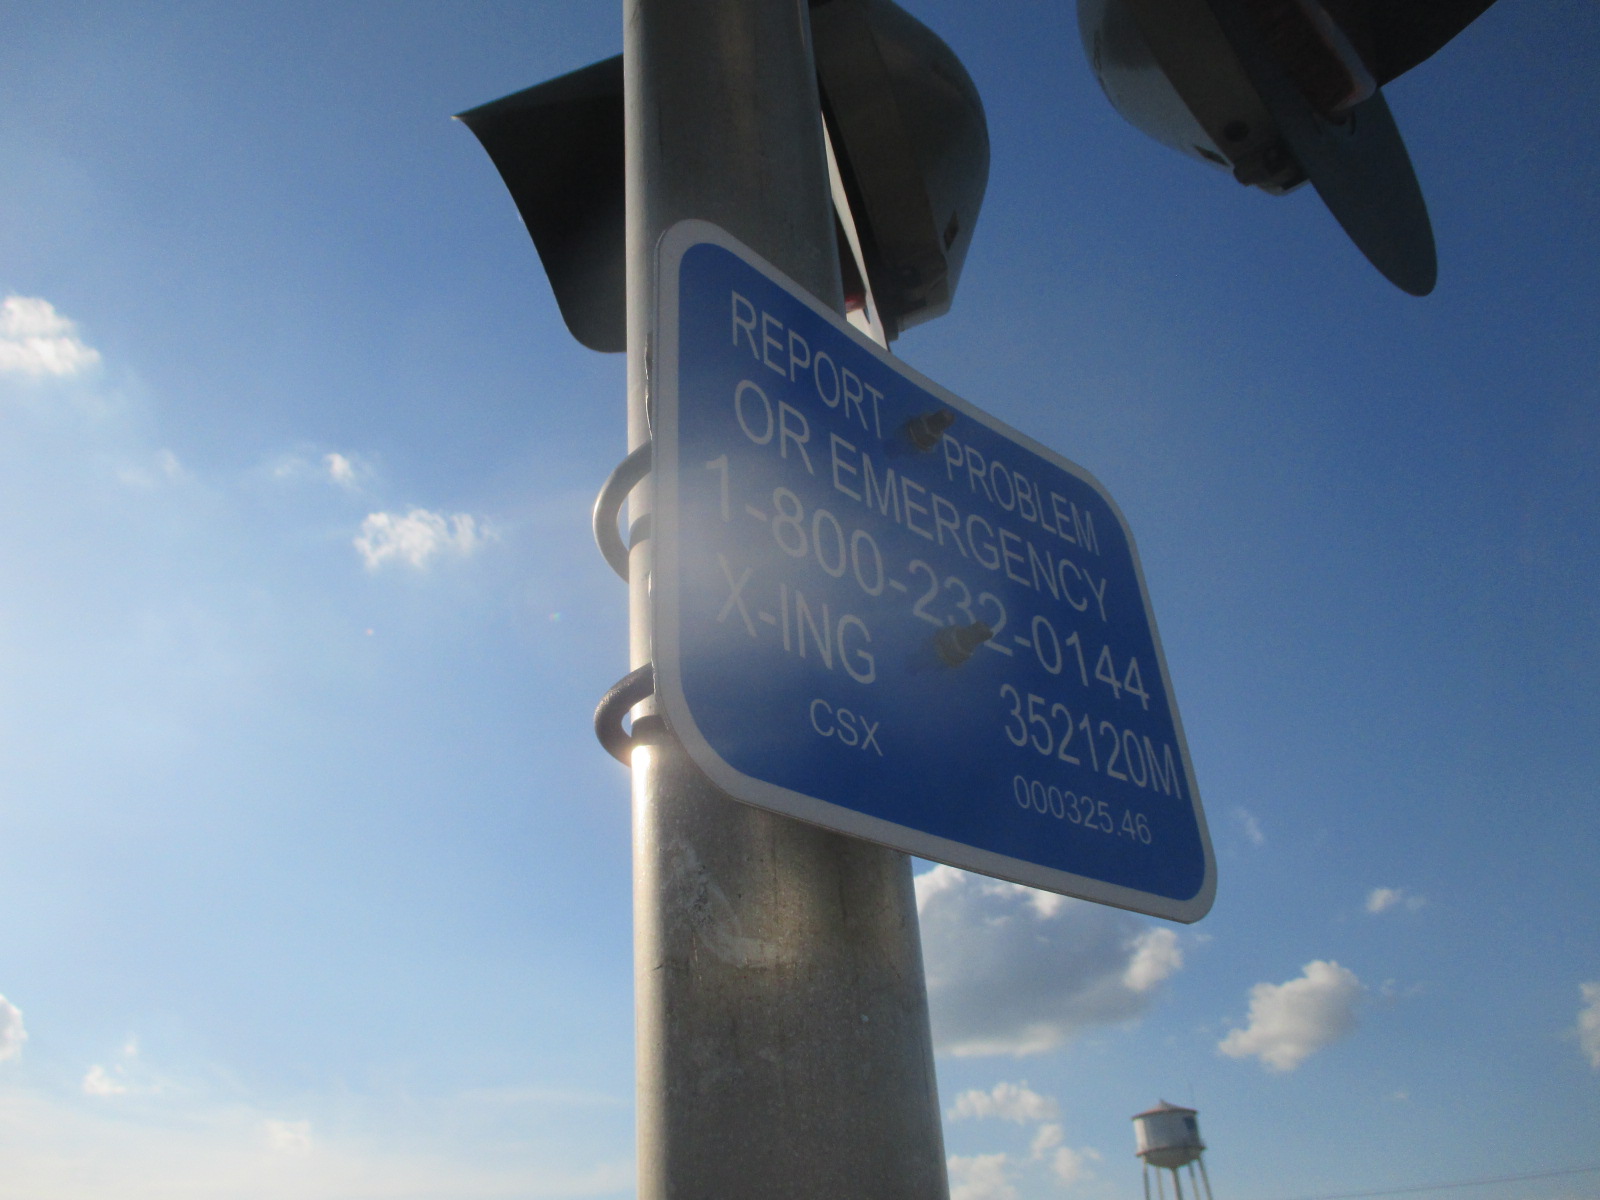 REPORT PROBLEM
OR EMERGENCY
1-800-232-0144
X-ING 352120M
CSX 000325.46